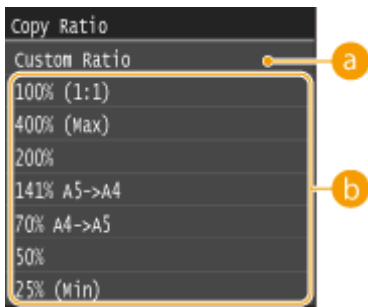 Copy Ratio
Custom Ratio
a
100% (1:1)
400% (Max)
200%
141% A5->A4
b
70% A4->A5
50%
25% (Min)